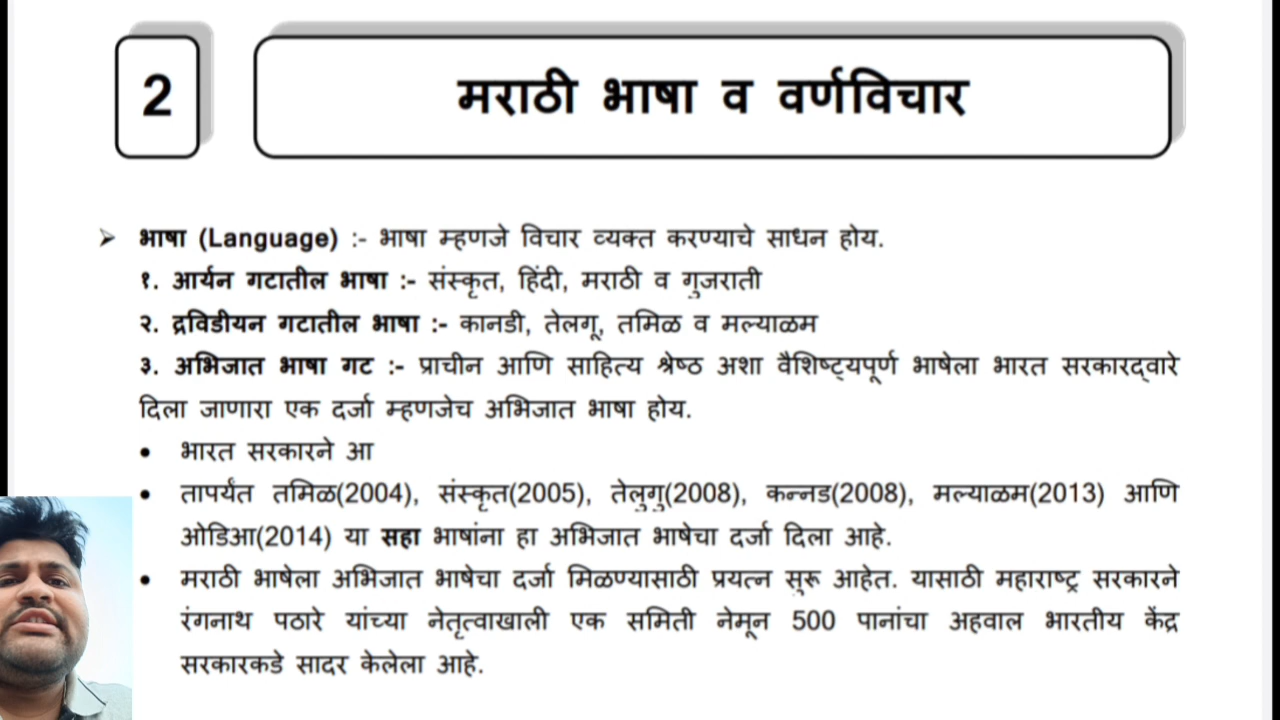 2
मराठी भाषा व वर्णविचार
➢ भाषा (Language) :- भाषा म्हणजे विचार व्यक्त करण्याचे साधन होय.
१. आर्यन गटातील भाषा :- संस्कृत, हिंदी, मराठी व गुजराती
२. द्रविडीयन गटातील भाषा :- कानडी, तेलगू, तमिळ व मल्याळम
३. अभिजात भाषा गट :- प्राचीन आणि साहित्य श्रेष्ठ अशा वैशिष्ट्यपूर्ण भाषेला भारत सरकारद्वारे
दिला जाणारा एक दर्जा म्हणजेच अभिजात भाषा होय.
• भारत सरकारने आ
• तापर्यंत तमिळ(2004), संस्कृत(2005), तेलुगु(2008), कन्नड(2008), मल्याळम(2013) आणि
ओडिआ(2014) या सहा भाषांना हा अभिजात भाषेचा दर्जा दिला आहे.
• मराठी भाषेला अभिजात भाषेचा दर्जा मिळण्यासाठी प्रयत्न सुरू आहेत. यासाठी महाराष्ट्र सरकारने
रंगनाथ पठारे यांच्या नेतृत्वाखाली एक समिती नेमून 500 पानांचा अहवाल भारतीय केंद्र
सरकारकडे सादर केलेला आहे.